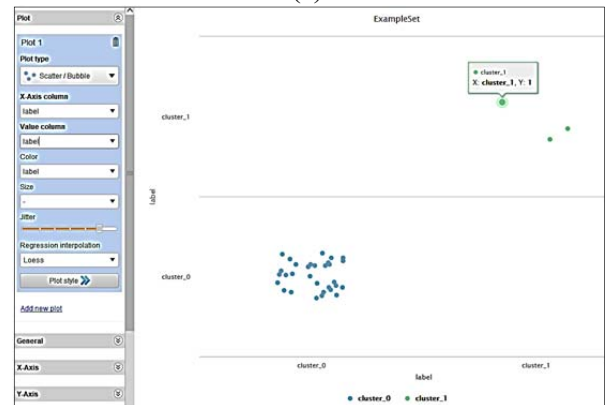 Plot
Plot 1
Plot type
Scatter / Bubble
X-Axis column
label
Value column
label
Color
label
Size
-
Jitter
Regression interpolation
Loess
Plot style
Add new plot
General
X-Axis
Y-Axis
ExampleSet
cluster_1
X: cluster_1, Y: 1
cluster_1
label
cluster_0
cluster_0
cluster_1
label
cluster_0 cluster_1